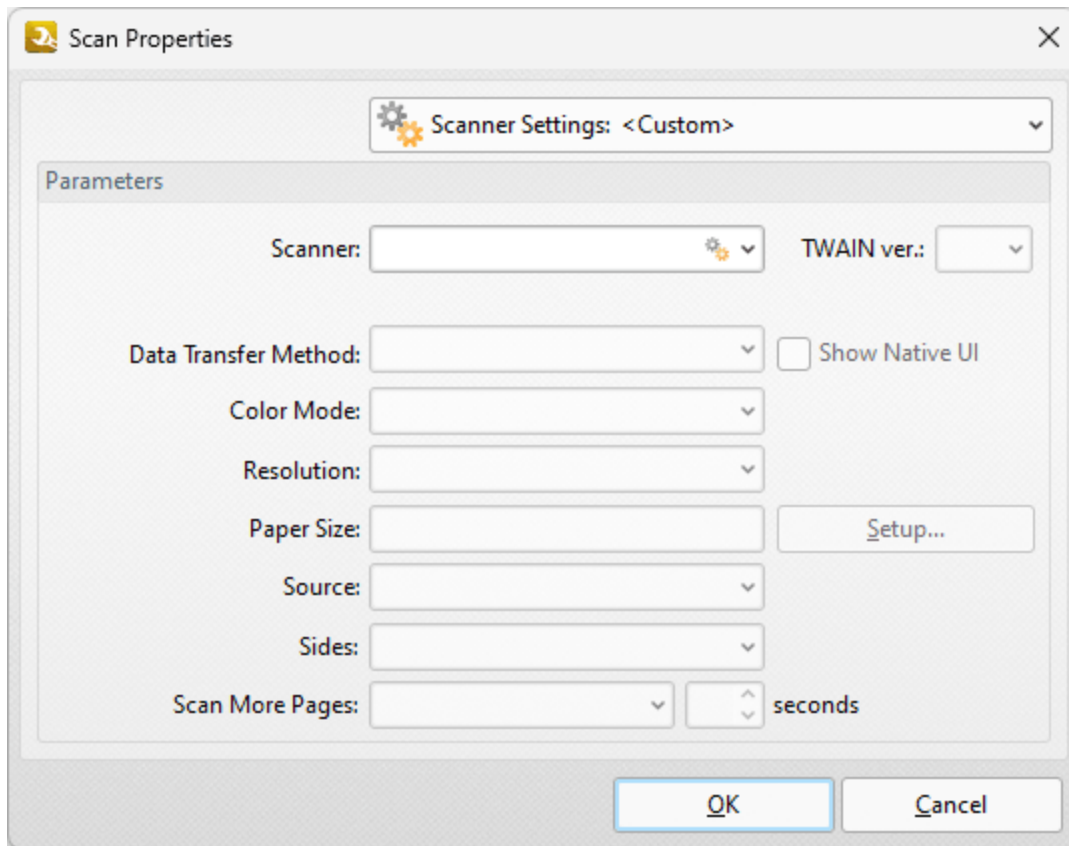 Scan Properties
Scanner Settings: <Custom>
Parameters
Scanner: TWAIN ver.:
Data Transfer Method: Show Native UI
Color Mode:
Resolution:
Paper Size: Setup...
Source:
Sides:
Scan More Pages: seconds
OK Cancel